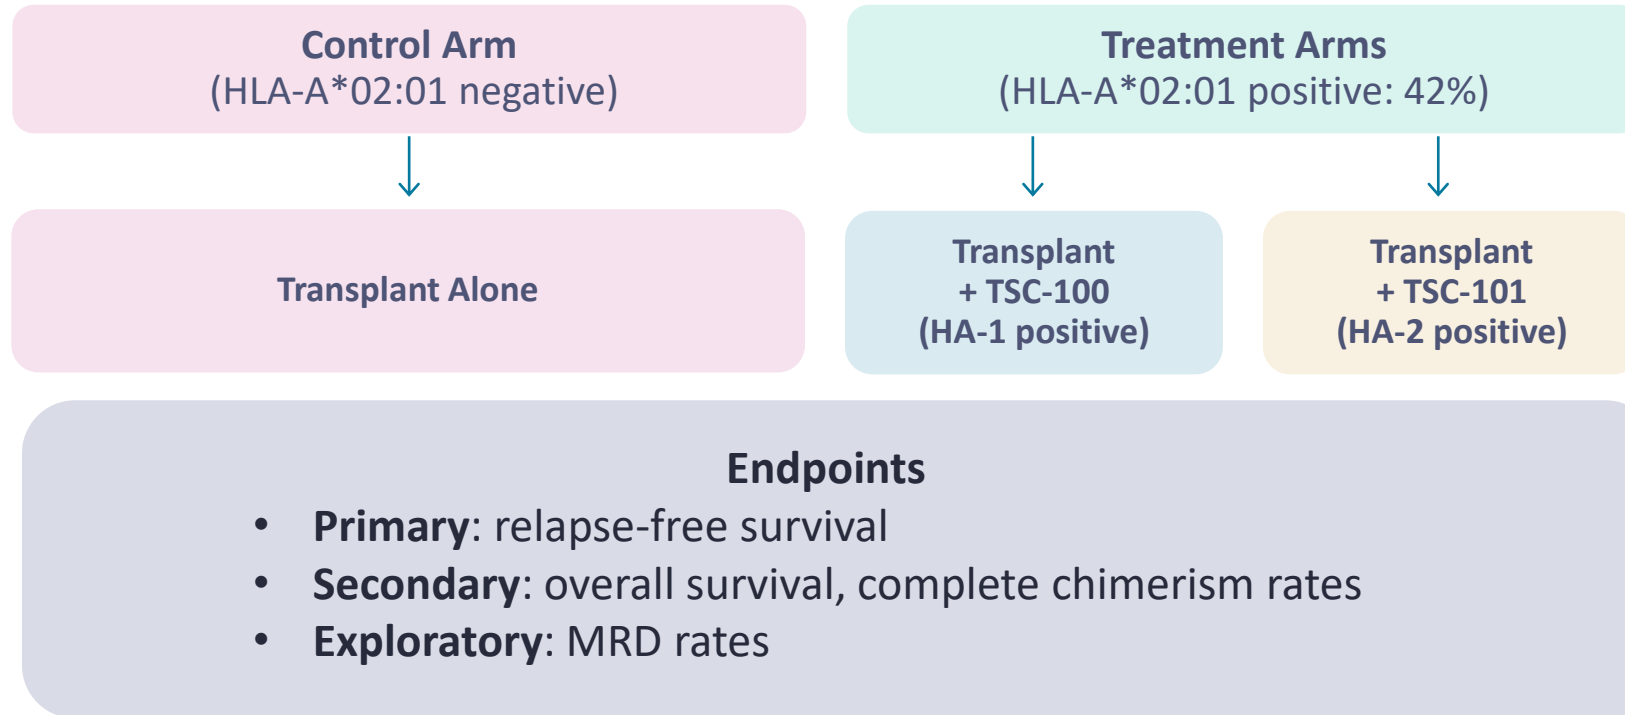 Control Arm
(HLA-A*02:01 negative)
Treatment Arms
(HLA-A*02:01 positive: 42%)
Transplant Alone
Transplant
+ TSC-100
(HA-1 positive)
Transplant
+ TSC-101
(HA-2 positive)
Endpoints
• Primary: relapse-free survival
• Secondary: overall survival, complete chimerism rates
• Exploratory: MRD rates